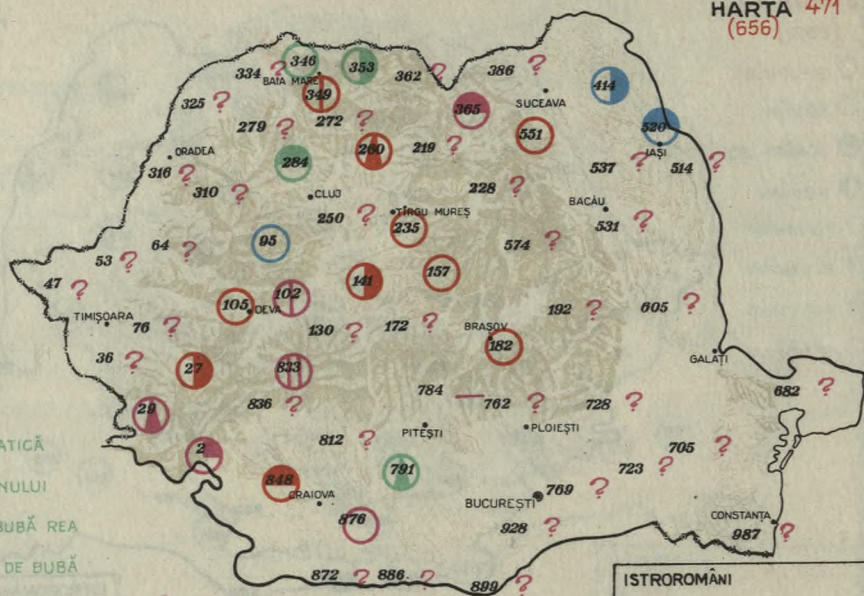 HARTA 471
(656)
346
334 ?
353
362 ?
386 ?
BAIA MARE
349
414
325 ?
365
SUCEAVA
272 ?
279 ?
551
520
260
219 ?
IAȘI
ORADEA
284
537 ?
514 ?
316 ?
310 ?
CLUJ
228 ?
BACĂU
250 ?
TÎRGU MUREȘ
235
531 ?
95
574 ?
64 ?
53 ?
157
141
47 ?
102
105
DEVA
192 ?
605 ?
TIMIȘOARA
76 ?
130 ?
172 ?
BRAȘOV
182
36 ?
GALAȚI
27
833
784 —
682 ?
29
836 ?
762 ?
728 ?
PITEȘTI
PLOIEȘTI
812 ?
ATICĂ
2
705 ?
791
723 ?
848
NULUI
CRAIOVA
BUCUREȘTI
769 ?
876
CONSTANȚA
BUBĂ REA
928 ?
987 ?
DE BUBĂ
872 ?
886 ?
899 ?
ISTROROMÂNI